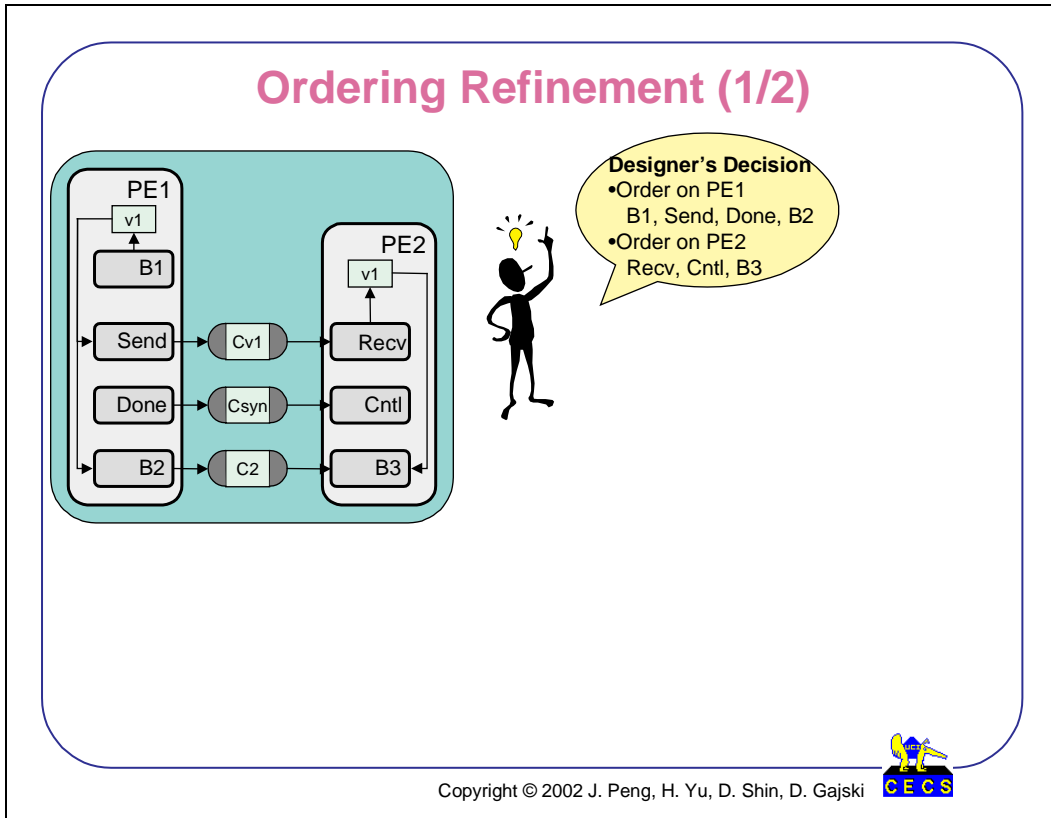 Ordering Refinement (1/2)
PE1
v1
B1
Send
Done
B2
Cv1
Csyn
C2
PE2
v1
Recv
Cntl
B3
Designer's Decision
•Order on PE1
B1, Send, Done, B2
•Order on PE2
Recv, Cntl, B3
Copyright © 2002 J. Peng, H. Yu, D. Shin, D. Gajski
UCI
CECS